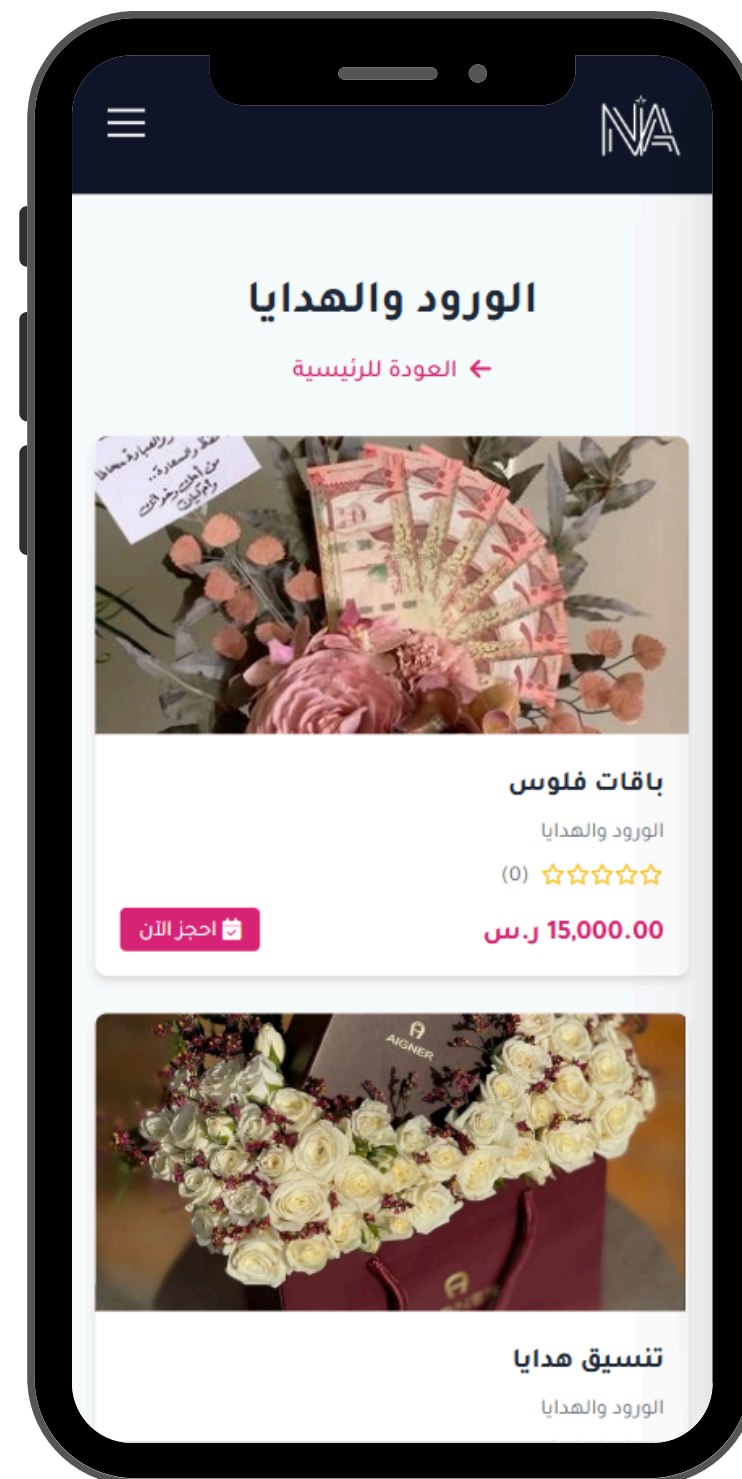 NA
الورود والهدايا
← العودة للرئيسية
باقات فلوس
الورود والهدايا
(0)
15,000.00 ر.س
احجز الآن
AIGNER
تنسيق هدايا
الورود والهدايا